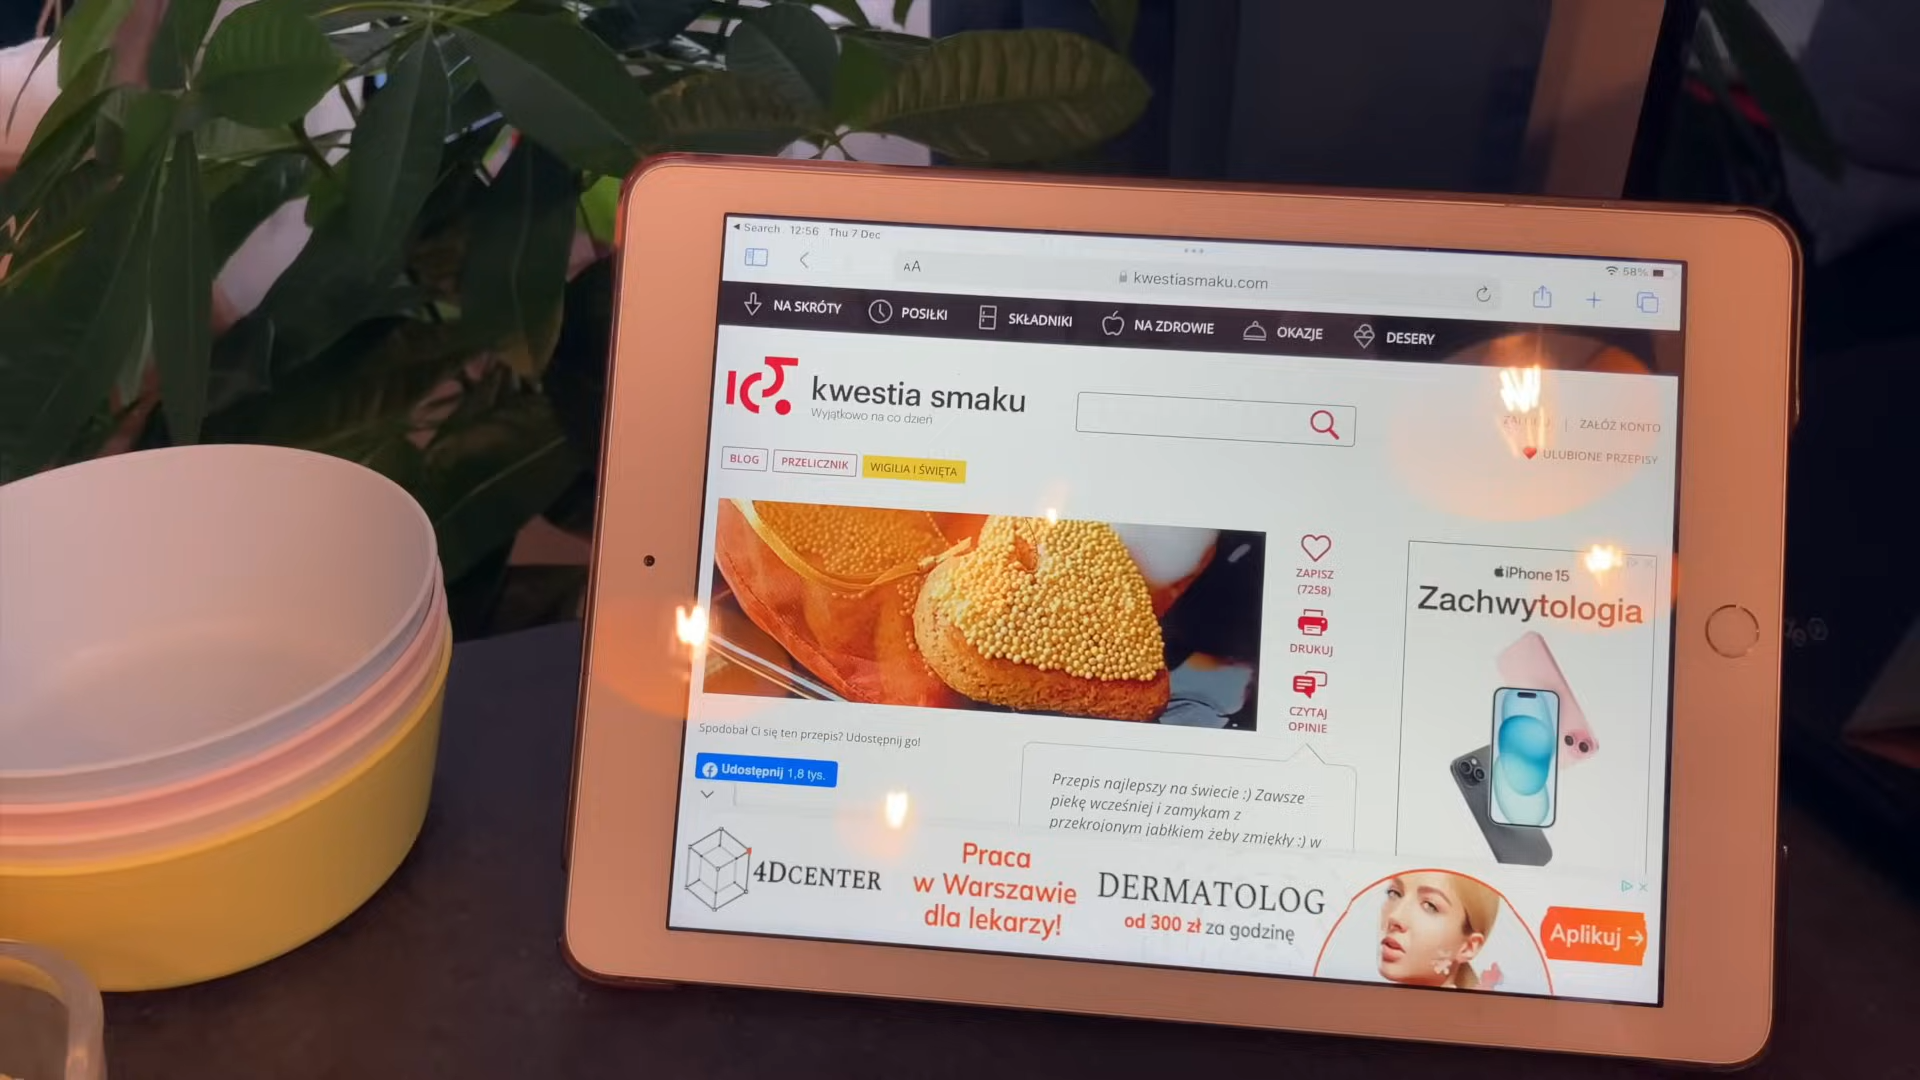 Search 12:56 Thu 7 Dec
58%
AA
kwestiasmaku.com
NA SKRÓTY
POSIŁKI
SKŁADNIKI
NA ZDROWIE
OKAZJE
DESERY
kwestia smaku
Wyjątkowo na co dzień
ZAŁÓŻ KONTO
ULUBIONE PRZEPISY
BLOG
PRZELICZNIK
WIGILIA I ŚWIĘTA
ZAPISZ
(7258)
DRUKUJ
CZYTAJ
OPINIE
iPhone 15
Zachwytologia
Spodobał Ci się ten przepis? Udostępnij go!
Udostępnij 1,8 tys.
Przepis najlepszy na świecie :) Zawsze
piekę wcześniej i zamykam z
przekrojonym jabłkiem żeby zmiękły :) w
4DCENTER
Praca
w Warszawie
dla lekarzy!
DERMATOLOG
od 300 zł za godzinę
Aplikuj →